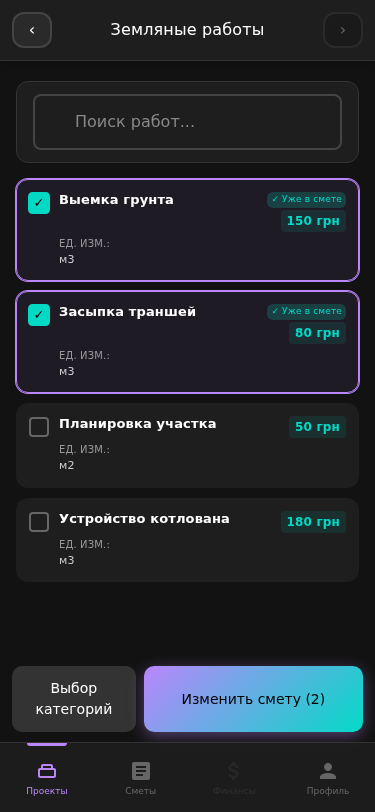 ‹
Земляные работы
›
Поиск работ...
✓
Выемка грунта
✓ Уже в смете
150 грн
ЕД. ИЗМ.:
м3
✓
Засыпка траншей
✓ Уже в смете
80 грн
ЕД. ИЗМ.:
м3
Планировка участка
50 грн
ЕД. ИЗМ.:
м2
Устройство котлована
180 грн
ЕД. ИЗМ.:
м3
Выбор
категорий
Изменить смету (2)
Проекты
Сметы
$
Финансы
Профиль